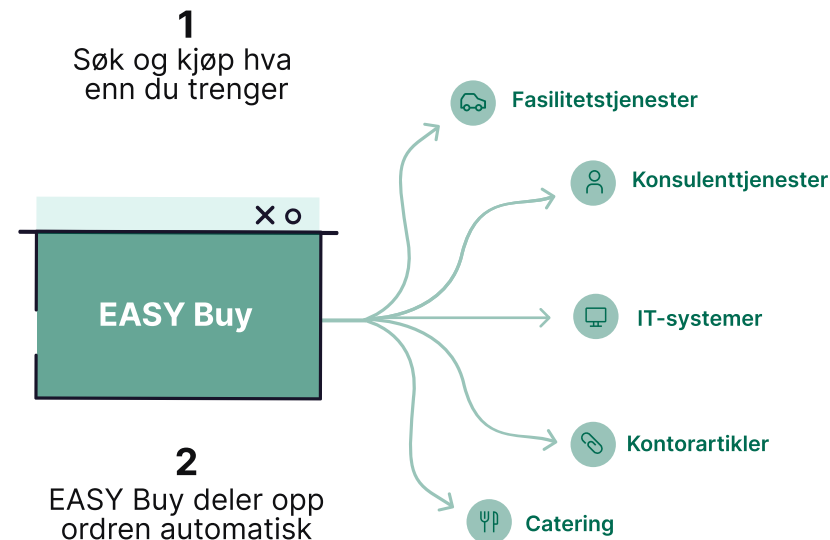 1
Søk og kjøp hva
enn du trenger
EASY Buy
2
EASY Buy deler opp
ordren automatisk
Fasilitetstjenester
Konsulenttjenester
IT-systemer
Kontorartikler
Catering